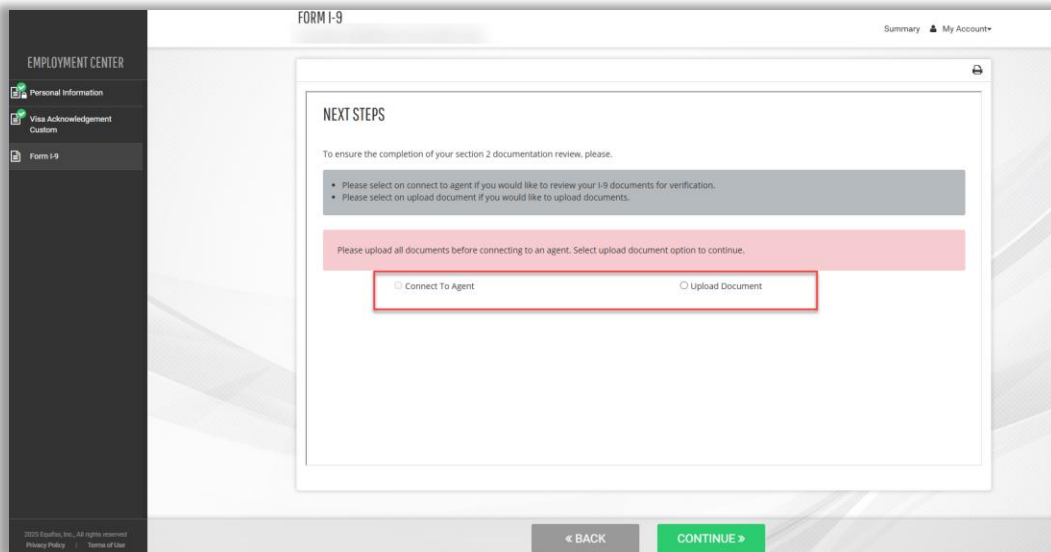 FORM I-9
Summary My Account
EMPLOYMENT CENTER
Personal Information
Visa Acknowledgement
Custom
Form I-9
NEXT STEPS
To ensure the completion of your section 2 documentation review, please.
Please select on connect to agent if you would like to review your I-9 documents for verification.
Please select on upload document if you would like to upload documents.
Please upload all documents before connecting to an agent. Select upload document option to continue.
Connect To Agent Upload Document
2025 Equifax, Inc., All rights reserved
Privacy Policy | Terms of Use
« BACK CONTINUE »